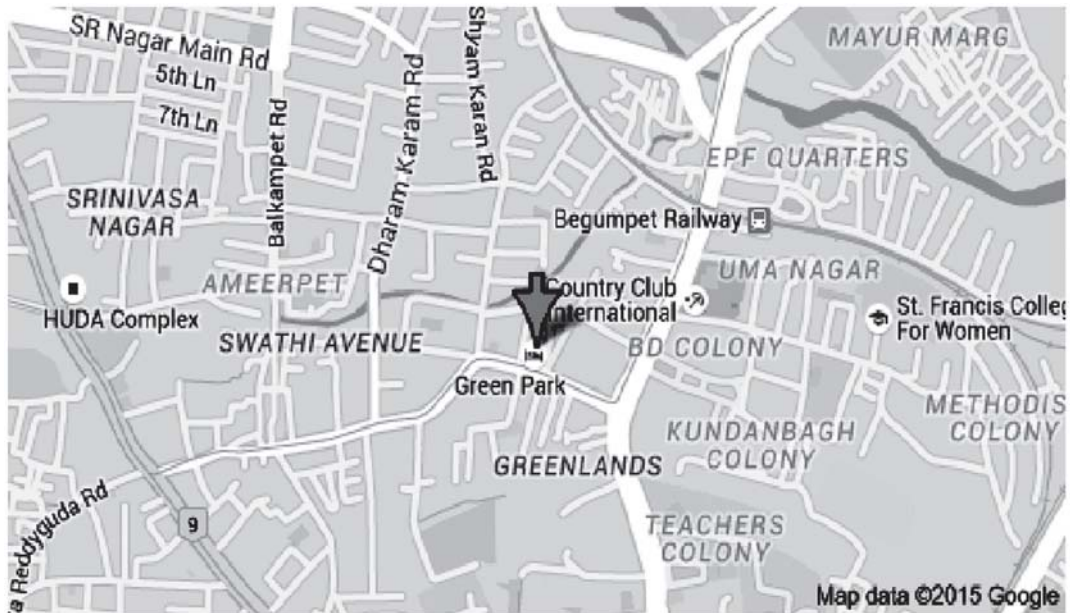 SR Nagar Main Rd
5th Ln
7th Ln
Balkampet Rd
Dharam Karam Rd
Shyam Karan Rd
MAYUR MARG
EPF QUARTERS
SRINIVASA
NAGAR
Begumpet Railway
AMEERPET
UMA NAGAR
HUDA Complex
Country Club
International
St. Francis Colleg
For Women
SWATHI AVENUE
BD COLONY
Green Park
METHODIS
COLONY
KUNDANBAGH
COLONY
GREENLANDS
a Reddyguda Rd
9
TEACHERS
COLONY
Map data ©2015 Google